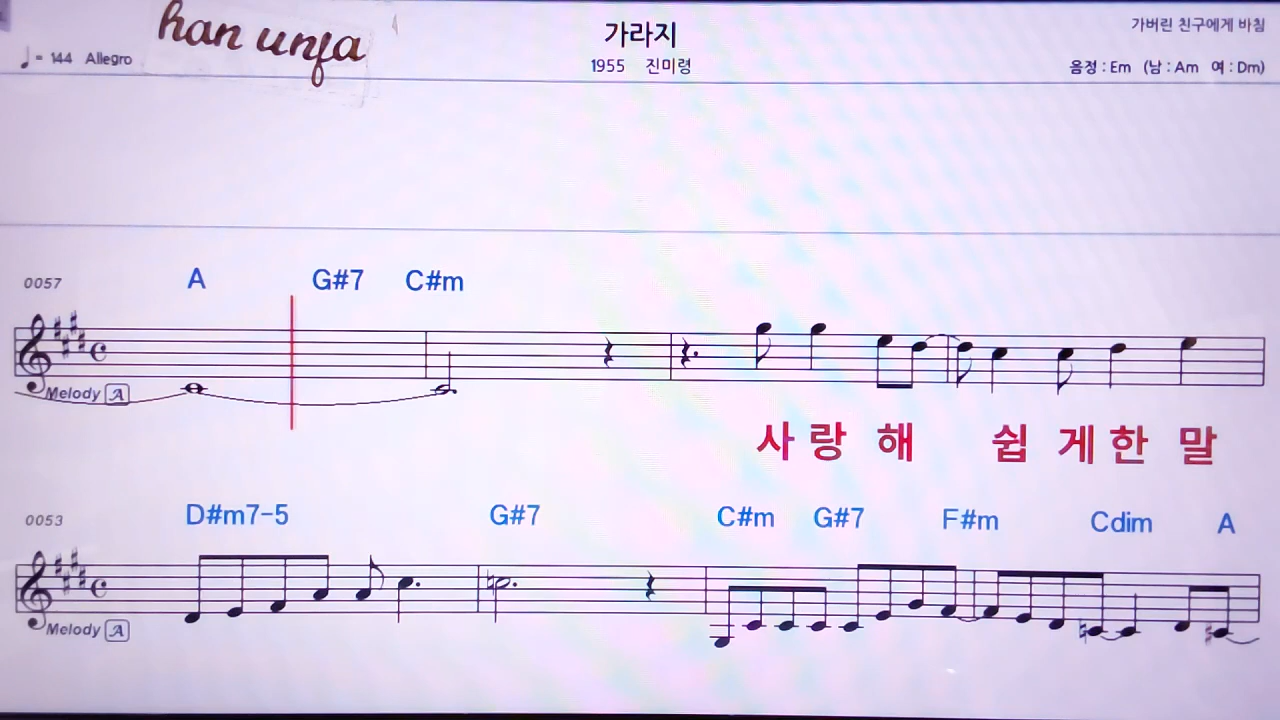 han unja
가라지
가버린 친구에게 바침
♩= 144 Allegro
1955 진미령
음정 : Em (남 : Am 여 : Dm)
0057 A G#7 C#m
Melody A
사 랑 해 쉽 게 한 말
0053 D#m7-5 G#7 C#m G#7 F#m Cdim A
Melody A